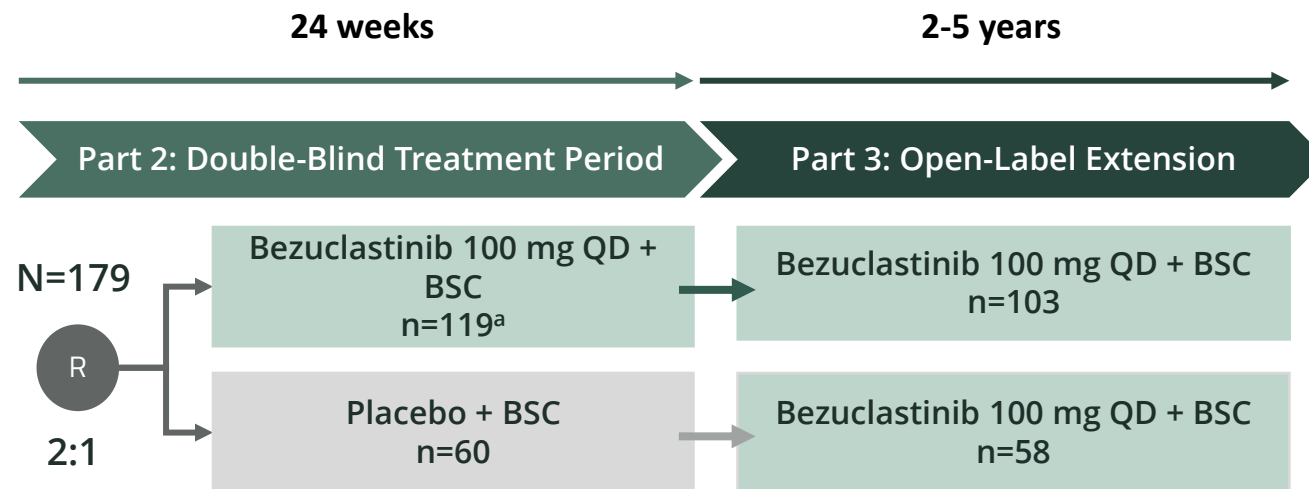 24 weeks
2-5 years
Part 2: Double-Blind Treatment Period
Part 3: Open-Label Extension
N=179
R
2:1
Bezuclastinib 100 mg QD +
BSC
n=119ᵃ
Bezuclastinib 100 mg QD + BSC
n=103
Placebo + BSC
n=60
Bezuclastinib 100 mg QD + BSC
n=58